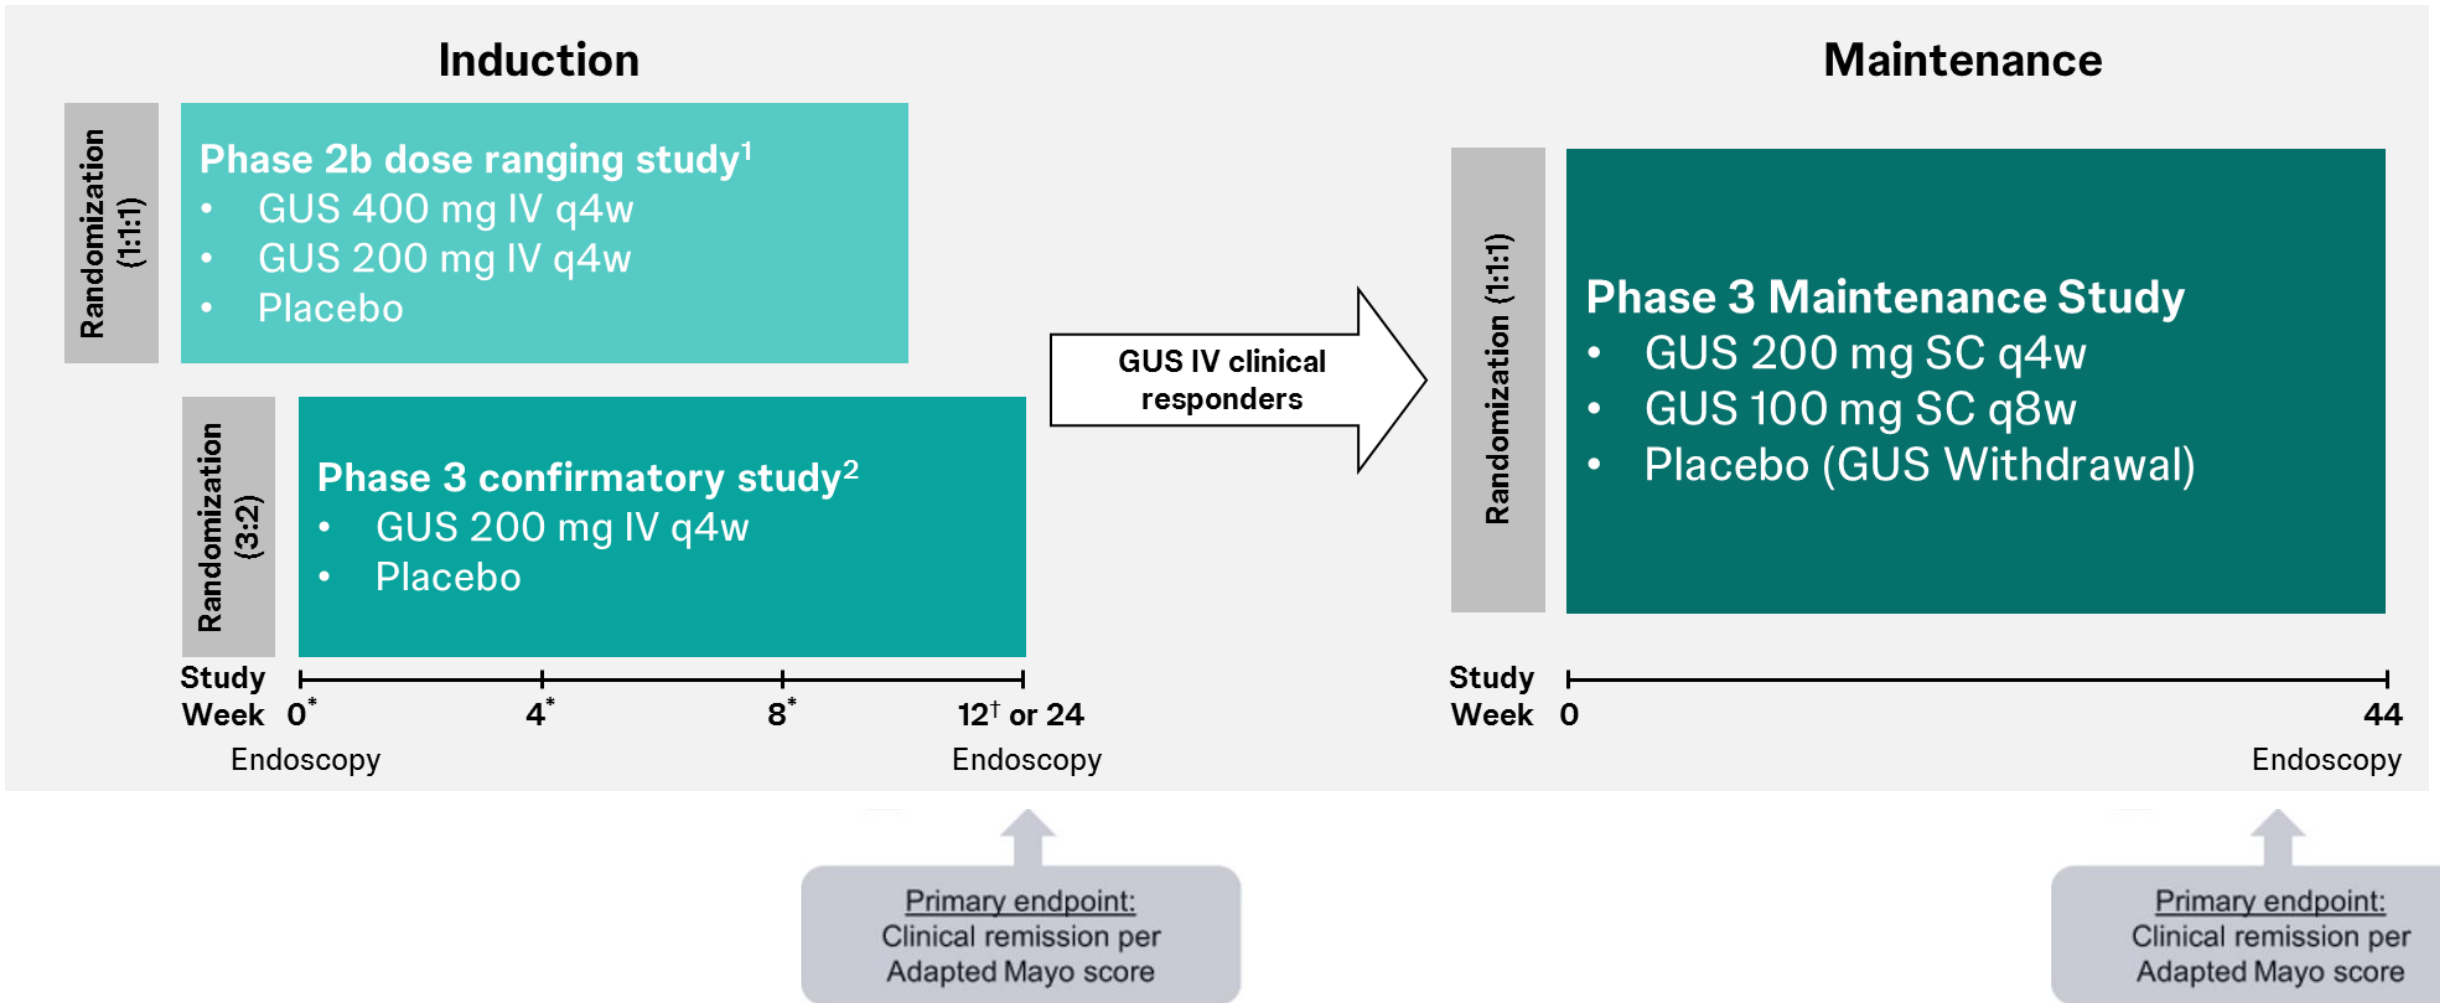 Induction
Randomization
(1:1:1)
Phase 2b dose ranging study¹
• GUS 400 mg IV q4w
• GUS 200 mg IV q4w
• Placebo
Randomization
(3:2)
Phase 3 confirmatory study²
• GUS 200 mg IV q4w
• Placebo
Study
Week 0* 4* 8* 12† or 24
Endoscopy Endoscopy
GUS IV clinical
responders
Maintenance
Randomization (1:1:1)
Phase 3 Maintenance Study
• GUS 200 mg SC q4w
• GUS 100 mg SC q8w
• Placebo (GUS Withdrawal)
Study
Week 0 44
Endoscopy
Primary endpoint:
Clinical remission per
Adapted Mayo score
Primary endpoint:
Clinical remission per
Adapted Mayo score